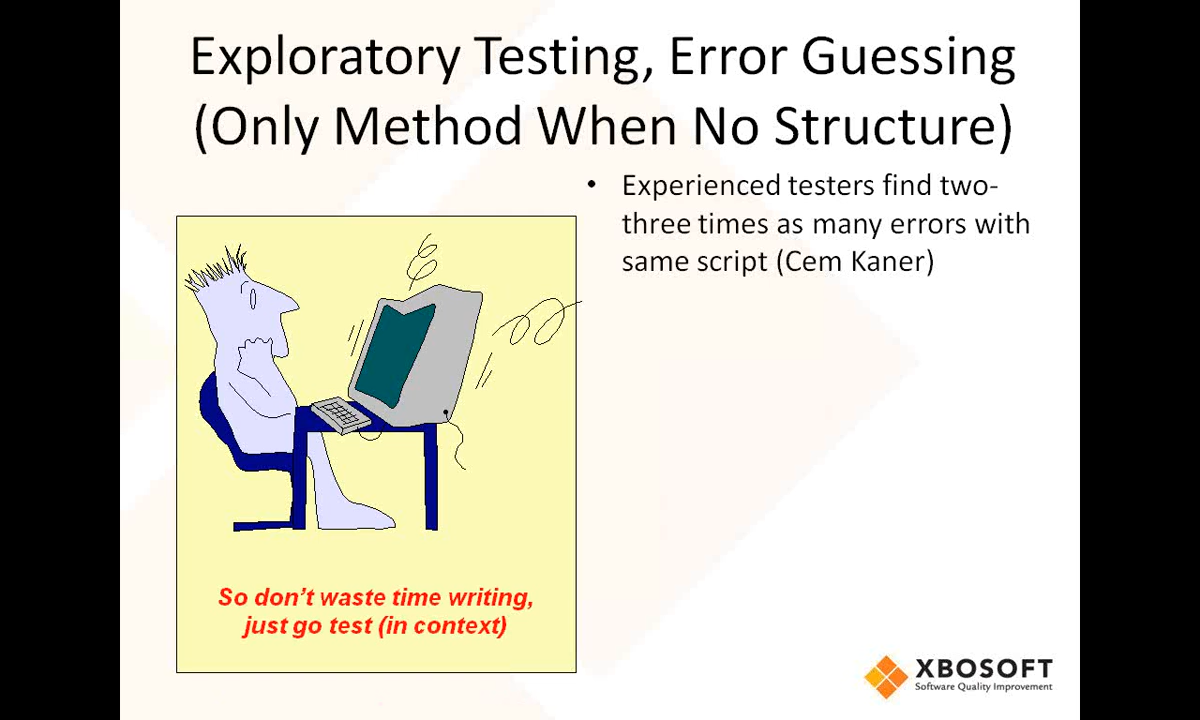 Exploratory Testing, Error Guessing
(Only Method When No Structure)
• Experienced testers find two-
three times as many errors with
same script (Cem Kaner)
So don't waste time writing,
just go test (in context)
XBOSOFT
Software Quality Improvement